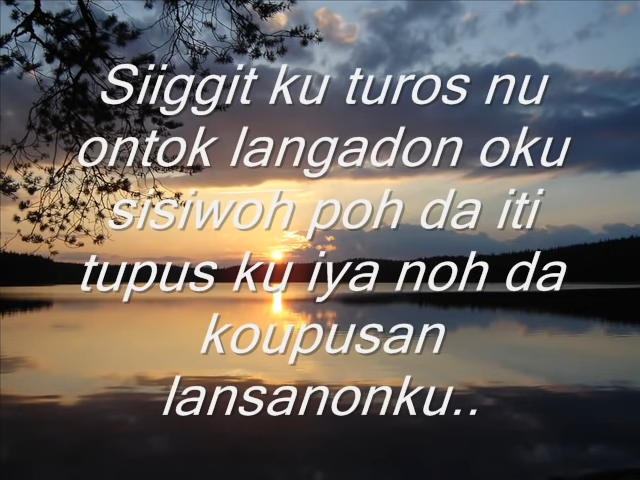 Siiggit ku turos nu
ontok langadon oku
sisiwoh poh da iti
tupus ku iya noh da
koupusan
lansanonku..